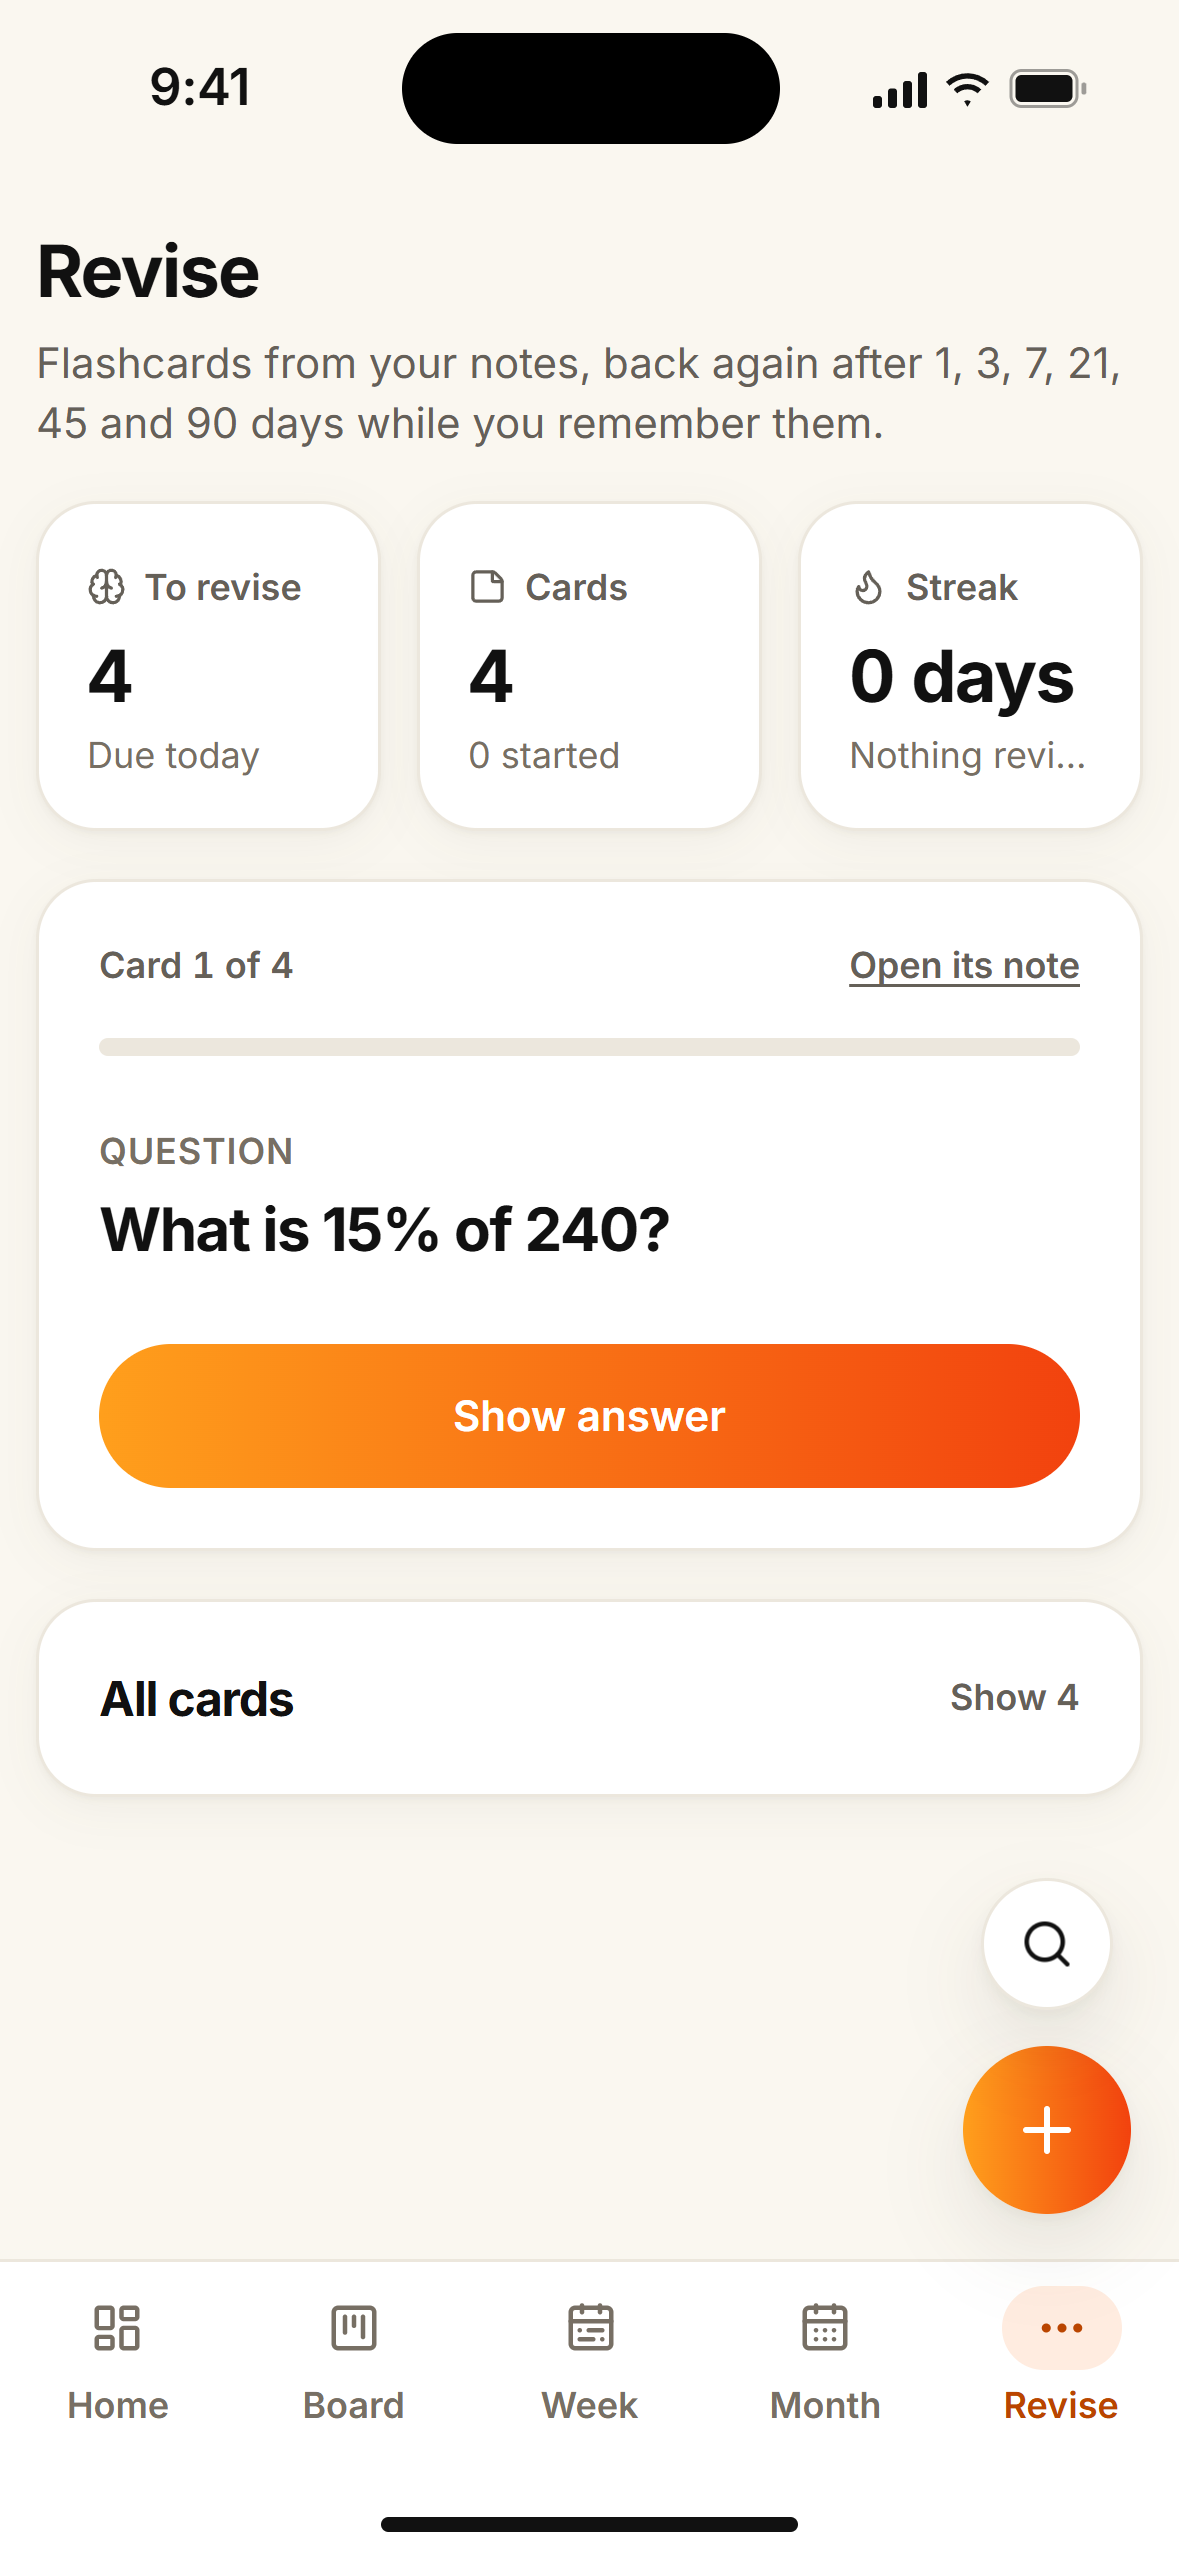 9:41
Revise
Flashcards from your notes, back again after 1, 3, 7, 21,
45 and 90 days while you remember them.
To revise
4
Due today
Cards
4
0 started
Streak
0 days
Nothing revi...
Card 1 of 4
Open its note
QUESTION
What is 15% of 240?
Show answer
All cards
Show 4
Home
Board
Week
Month
Revise